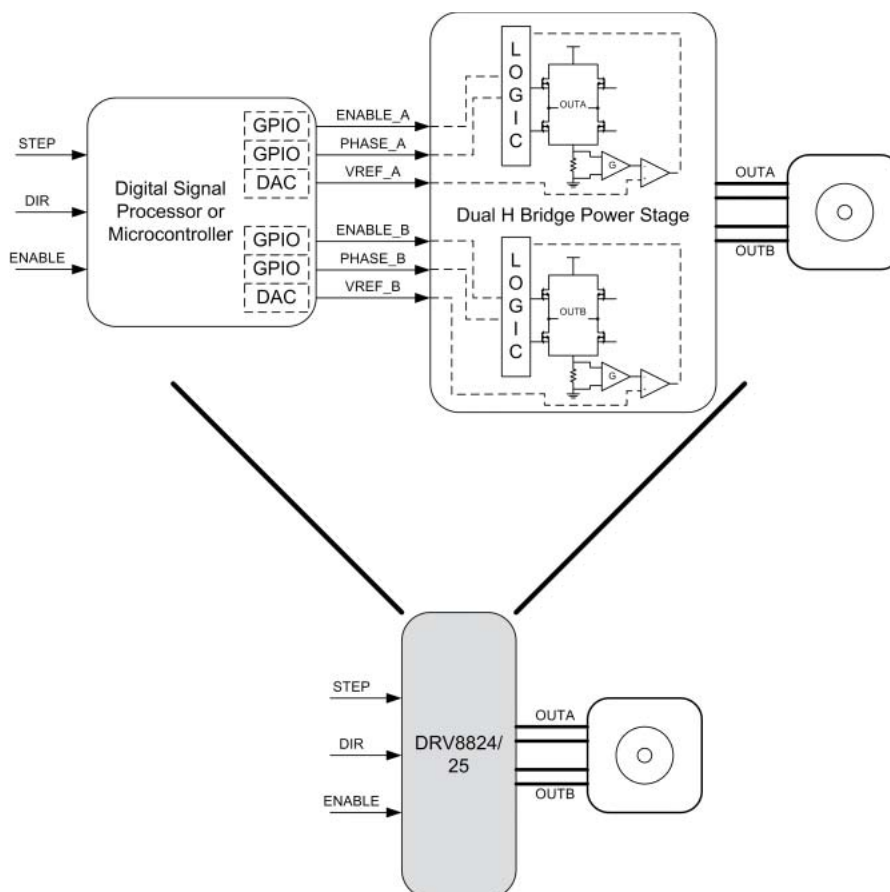 STEP
DIR
ENABLE
Digital Signal
Processor or
Microcontroller
GPIO
GPIO
DAC
GPIO
GPIO
DAC
ENABLE_A
PHASE_A
VREF_A
ENABLE_B
PHASE_B
VREF_B
LOGIC
OUTA
G
Dual H Bridge Power Stage
LOGIC
OUTB
G
OUTA
OUTB
STEP
DIR
ENABLE
DRV8824/
25
OUTA
OUTB